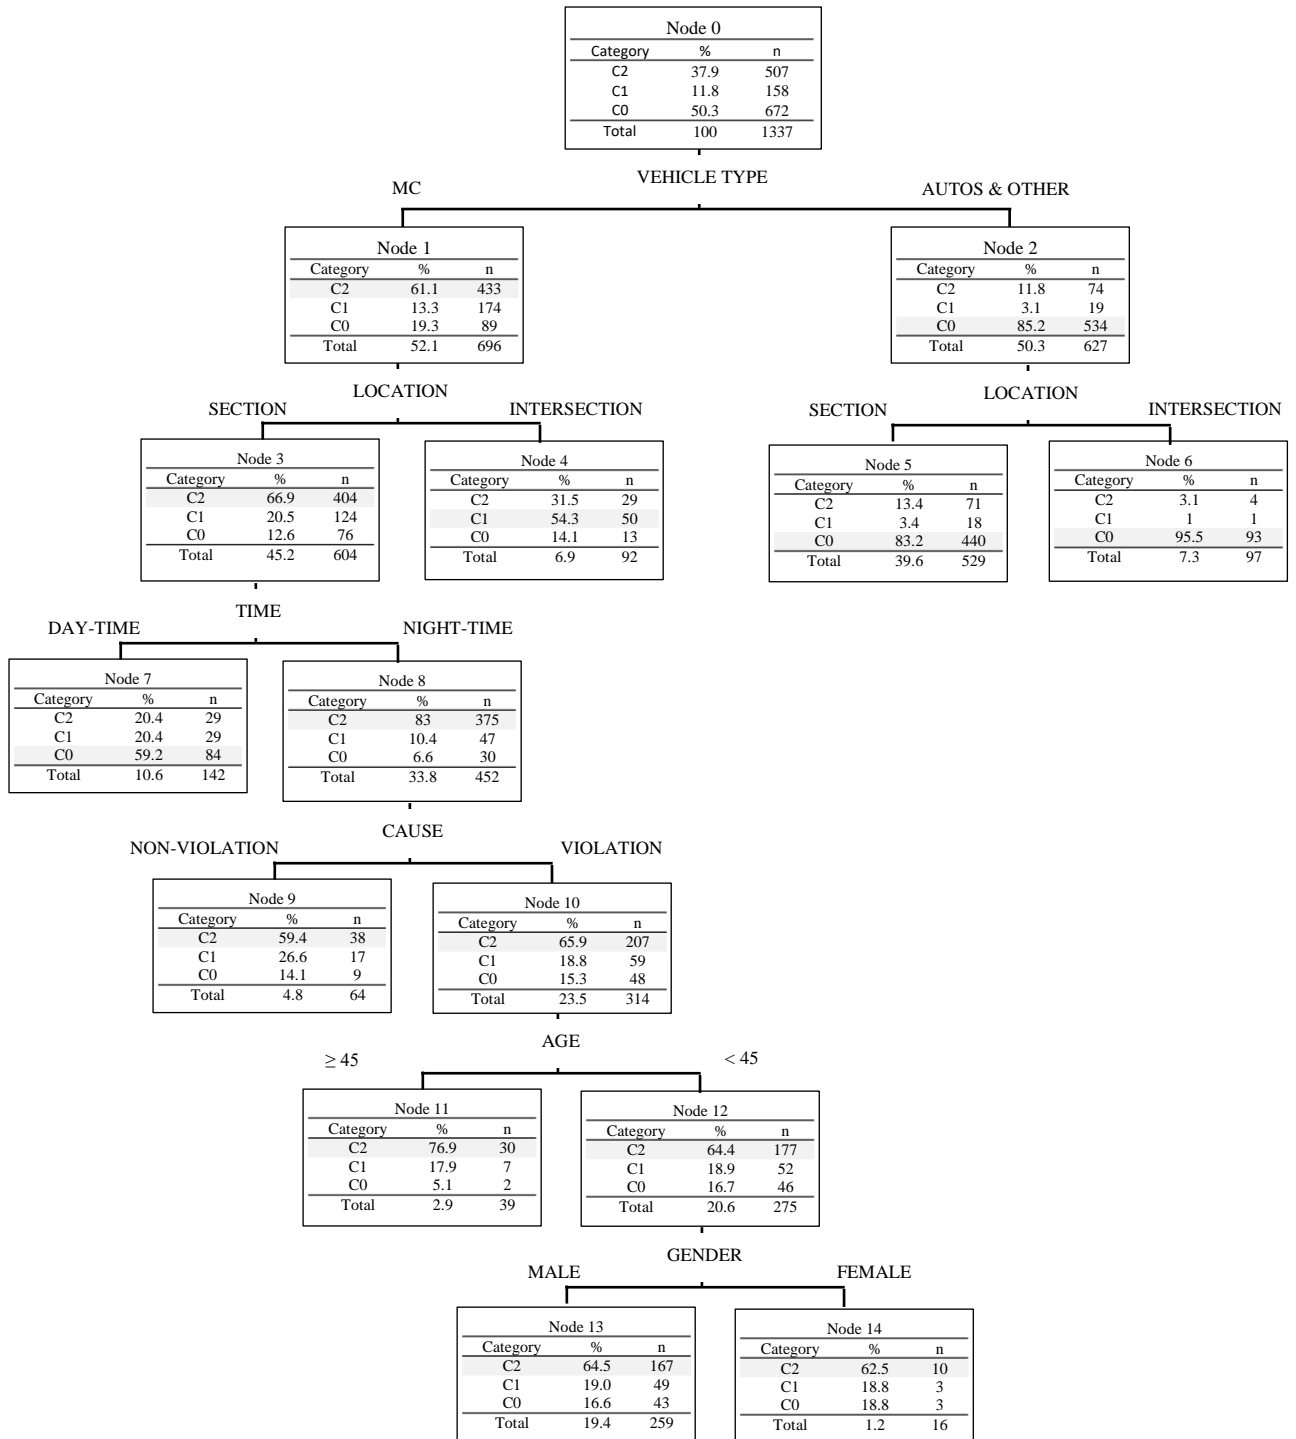 Node 0
Category % n
C2 37.9 507
C1 11.8 158
C0 50.3 672
Total 100 1337
VEHICLE TYPE
MC
AUTOS & OTHER
Node 1
Category % n
C2 61.1 433
C1 13.3 174
C0 19.3 89
Total 52.1 696
Node 2
Category % n
C2 11.8 74
C1 3.1 19
C0 85.2 534
Total 50.3 627
LOCATION
SECTION
INTERSECTION
LOCATION
SECTION
INTERSECTION
Node 3
Category % n
C2 66.9 404
C1 20.5 124
C0 12.6 76
Total 45.2 604
Node 4
Category % n
C2 31.5 29
C1 54.3 50
C0 14.1 13
Total 6.9 92
Node 5
Category % n
C2 13.4 71
C1 3.4 18
C0 83.2 440
Total 39.6 529
Node 6
Category % n
C2 3.1 4
C1 1 1
C0 95.5 93
Total 7.3 97
TIME
DAY-TIME
NIGHT-TIME
Node 7
Category % n
C2 20.4 29
C1 20.4 29
C0 59.2 84
Total 10.6 142
Node 8
Category % n
C2 83 375
C1 10.4 47
C0 6.6 30
Total 33.8 452
CAUSE
NON-VIOLATION
VIOLATION
Node 9
Category % n
C2 59.4 38
C1 26.6 17
C0 14.1 9
Total 4.8 64
Node 10
Category % n
C2 65.9 207
C1 18.8 59
C0 15.3 48
Total 23.5 314
AGE
≥ 45
< 45
Node 11
Category % n
C2 76.9 30
C1 17.9 7
C0 5.1 2
Total 2.9 39
Node 12
Category % n
C2 64.4 177
C1 18.9 52
C0 16.7 46
Total 20.6 275
GENDER
MALE
FEMALE
Node 13
Category % n
C2 64.5 167
C1 19.0 49
C0 16.6 43
Total 19.4 259
Node 14
Category % n
C2 62.5 10
C1 18.8 3
C0 18.8 3
Total 1.2 16